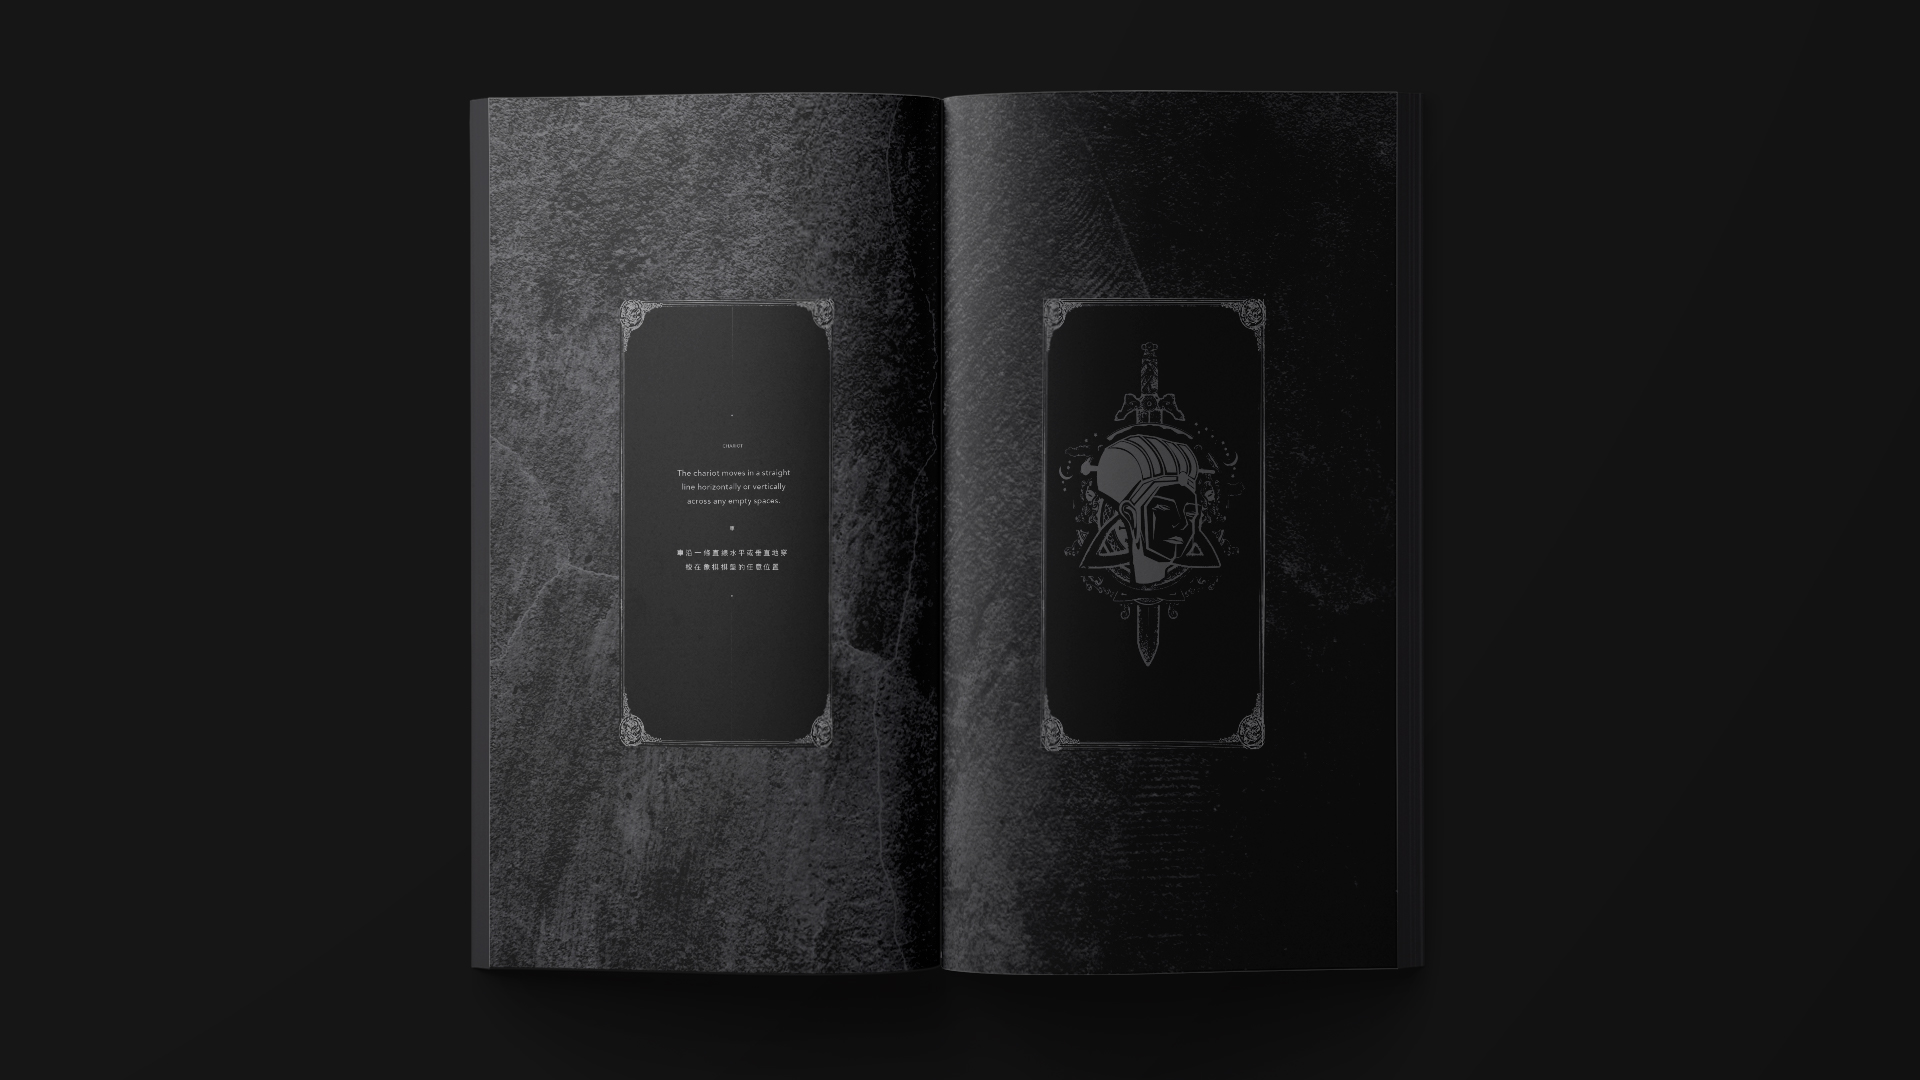 CHARIOT
The chariot moves in a straight
line horizontally or vertically
across any empty spaces.
車
車沿一條直線水平或垂直地穿
梭在象棋棋盤的任意位置